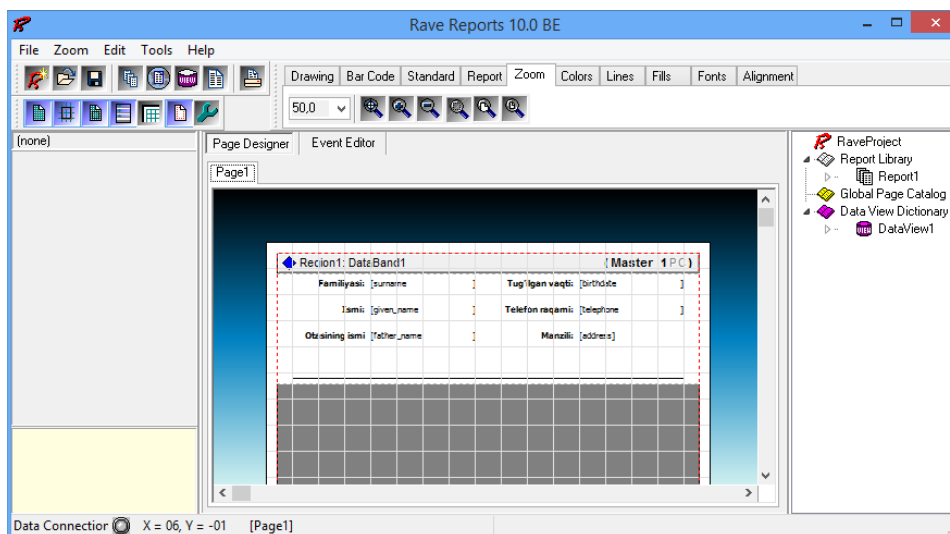 Rave Reports 10.0 BE
File Zoom Edit Tools Help
Drawing Bar Code Standard Report Zoom Colors Lines Fills Fonts Alignment
50,0
(none)
Page Designer Event Editor
Page1
Region1: DataBand1 (Master 1PC)
Familiyasi: [surname ] Tug'ilgan vaqti: [birthdate ]
Ismi: [given_name ] Telefon raqami: [telephone ]
Otasining ismi [father_name ] Manzili: [address]
RaveProject
Report Library
Report1
Global Page Catalog
Data View Dictionary
DataView1
Data Connection X = 06, Y = -01 [Page1]